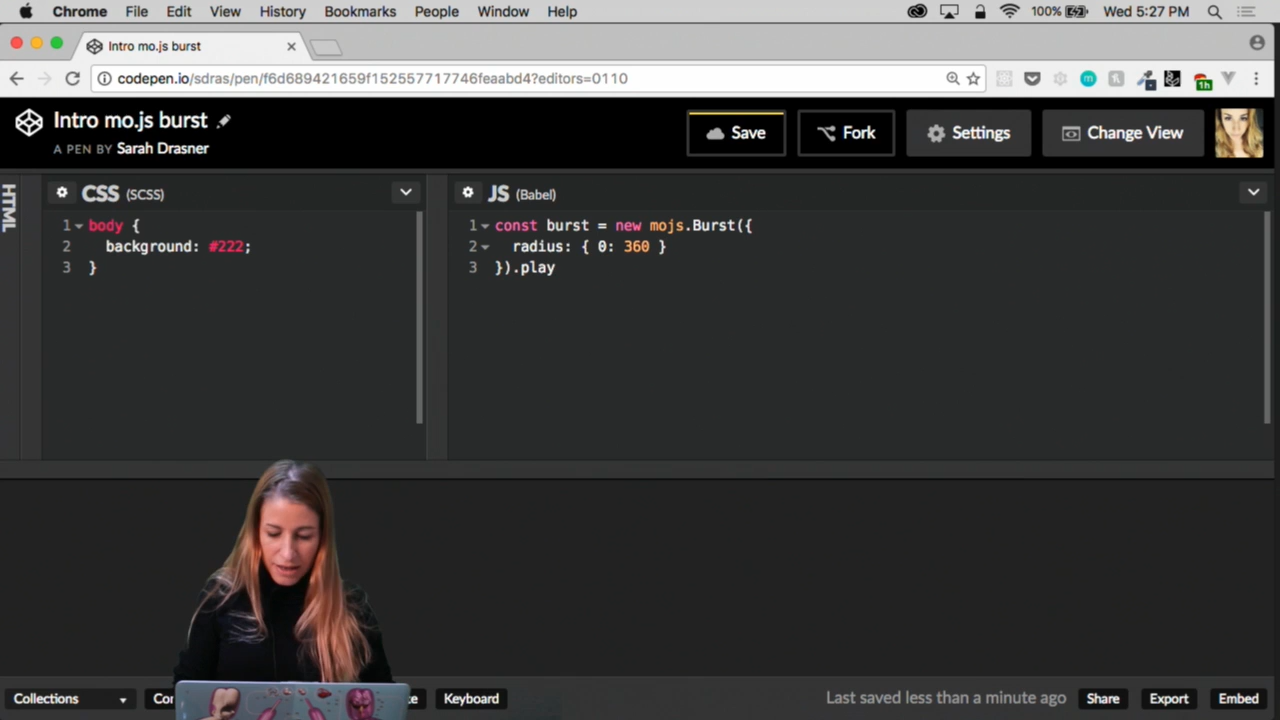 Chrome File Edit View History Bookmarks People Window Help 100% Wed 5:27 PM
Intro mo.js burst
codepen.io/sdras/pen/f6d689421659f152557717746feaabd4?editors=0110
1h
Intro mo.js burst
A PEN BY Sarah Drasner
Save Fork Settings Change View
HTML
CSS (SCSS)
1 body {
2 background: #222;
3 }
JS (Babel)
1 const burst = new mojs.Burst({
2 radius: { 0: 360 }
3 }).play
Collections Keyboard Last saved less than a minute ago Share Export Embed